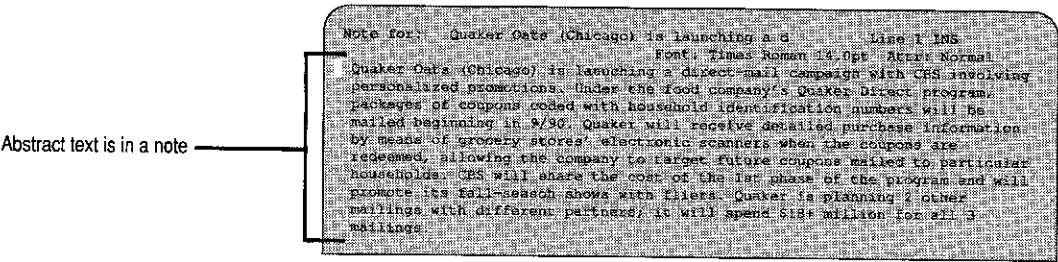 Note for: Quaker Oats (Chicago) is launching a d Line 1 INS
Font: Times Roman 14.0pt Attr: Normal
Quaker Oats (Chicago) is launching a direct-mail campaign with CBS involving
personalized promotions. Under the food company's Quaker Direct program,
packages of coupons coded with household identification numbers will be
mailed beginning in 9/90. Quaker will receive detailed purchase information
by means of grocery stores' electronic scanners when the coupons are
redeemed, allowing the company to target future coupons mailed to particular
households. CBS will share the cost of the 1st phase of the program and will
promote its fall-season shows with fliers. Quaker is planning 2 other
mailings with different partners; it will spend $18+ million for all 3
mailings.
Abstract text is in a note